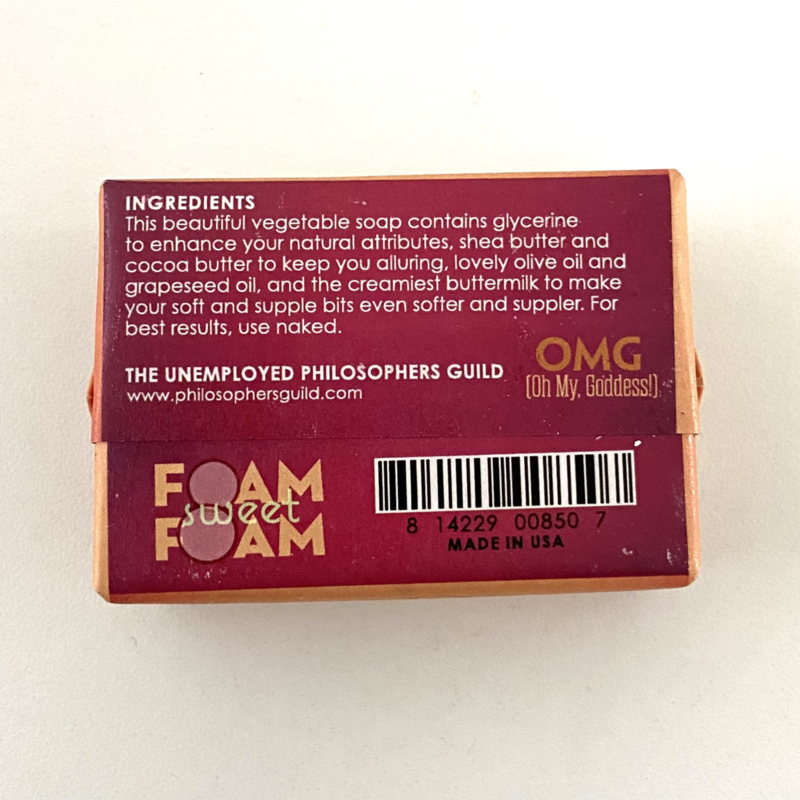 INGREDIENTS
This beautiful vegetable soap contains glycerine
to enhance your natural attributes, shea butter and
cocoa butter to keep you alluring, lovely olive oil and
grapeseed oil, and the creamiest buttermilk to make
your soft and supple bits even softer and suppler. For
best results, use naked.
THE UNEMPLOYED PHILOSOPHERS GUILD
www.philosophersguild.com
OMG
(Oh My, Goddess!)
FOAM
sweet
FOAM
8 14229 00850 7
MADE IN USA